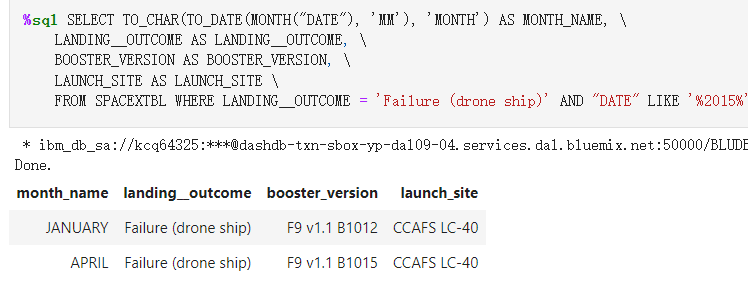 %sql SELECT TO_CHAR(TO_DATE(MONTH("DATE"), 'MM'), 'MONTH') AS MONTH_NAME, \
LANDING__OUTCOME AS LANDING__OUTCOME, \
BOOSTER_VERSION AS BOOSTER_VERSION, \
LAUNCH_SITE AS LAUNCH_SITE \
FROM SPACEXTBL WHERE LANDING__OUTCOME = 'Failure (drone ship)' AND "DATE" LIKE '%2015%'
* ibm_db_sa://kcq64325:***@dashdb-txn-sbox-yp-dal09-04.services.dal.bluemix.net:50000/BLUDB
Done.
month_name landing__outcome booster_version launch_site
JANUARY Failure (drone ship) F9 v1.1 B1012 CCAFS LC-40
APRIL Failure (drone ship) F9 v1.1 B1015 CCAFS LC-40